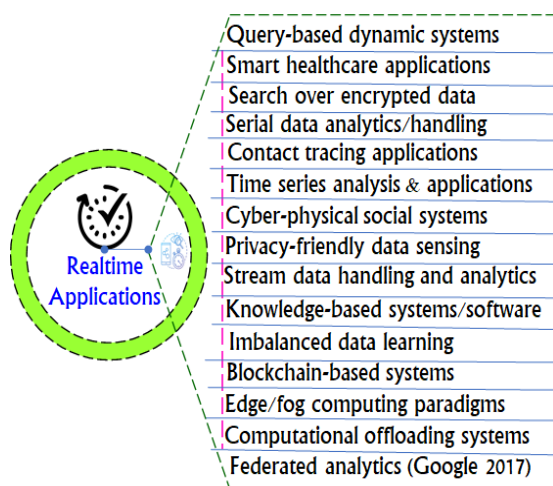 Query-based dynamic systems
Smart healthcare applications
Search over encrypted data
Serial data analytics/handling
Contact tracing applications
Time series analysis & applications
Cyber-physical social systems
Privacy-friendly data sensing
Stream data handling and analytics
Knowledge-based systems/software
Imbalanced data learning
Blockchain-based systems
Edge/fog computing paradigms
Computational offloading systems
Federated analytics (Google 2017)
Realtime
Applications